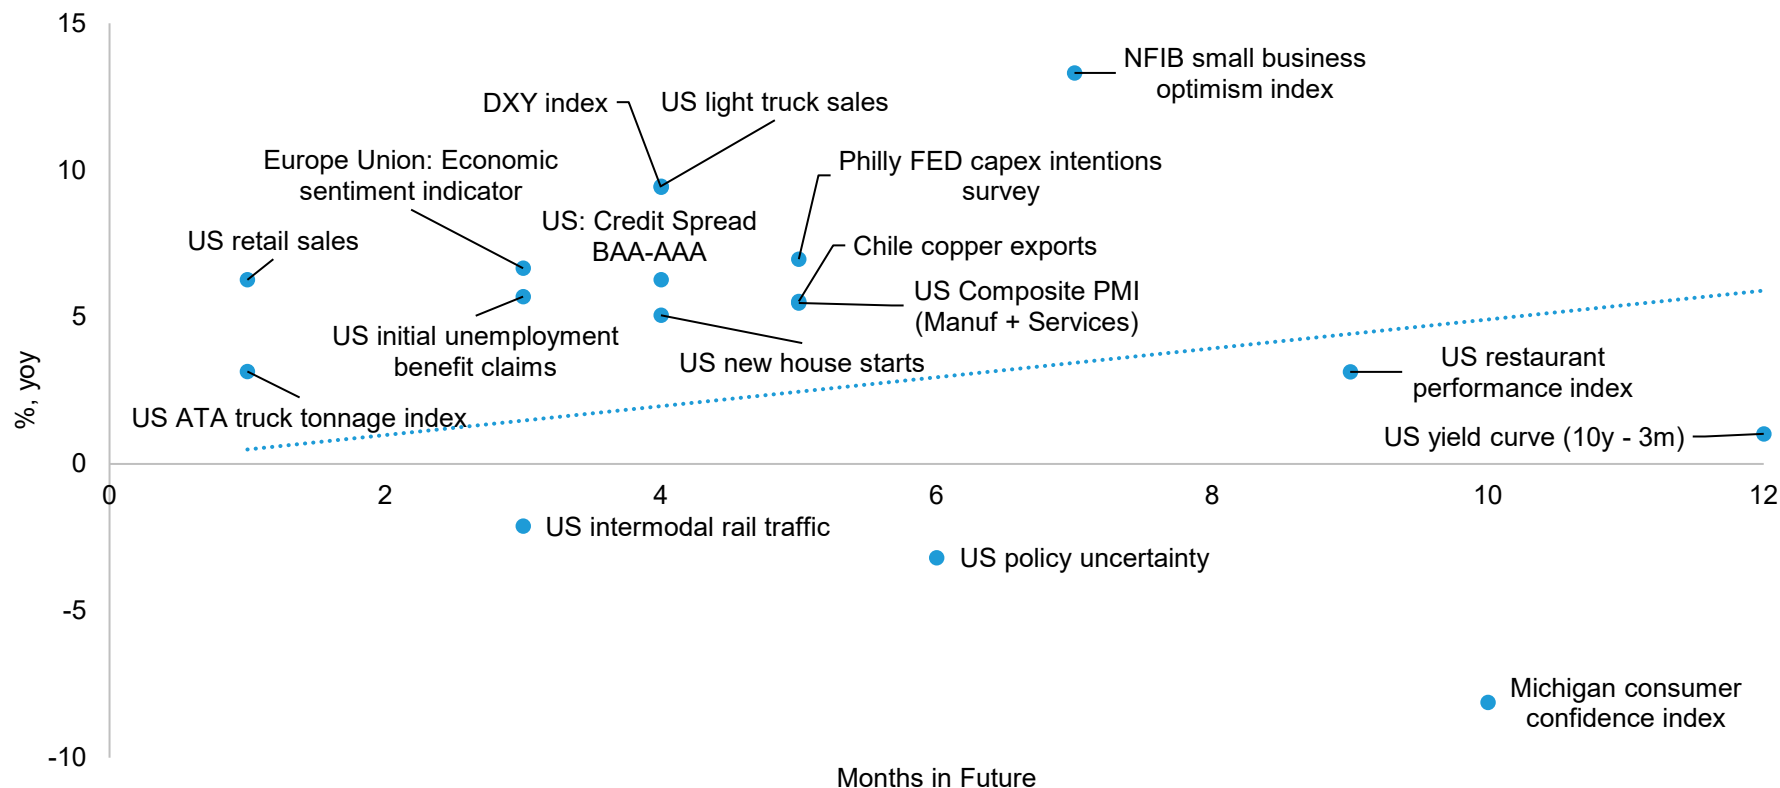 15
NFIB small business
optimism index
DXY index
US light truck sales
Europe Union: Economic
sentiment indicator
Philly FED capex intentions
survey
10
US: Credit Spread
BAA-AAA
US retail sales
Chile copper exports
US Composite PMI
(Manuf + Services)
5
US initial unemployment
benefit claims
US new house starts
US restaurant
performance index
%, yoy
US ATA truck tonnage index
US yield curve (10y - 3m)
0
0
2
4
6
8
10
12
US intermodal rail traffic
US policy uncertainty
-5
Michigan consumer
confidence index
-10
Months in Future